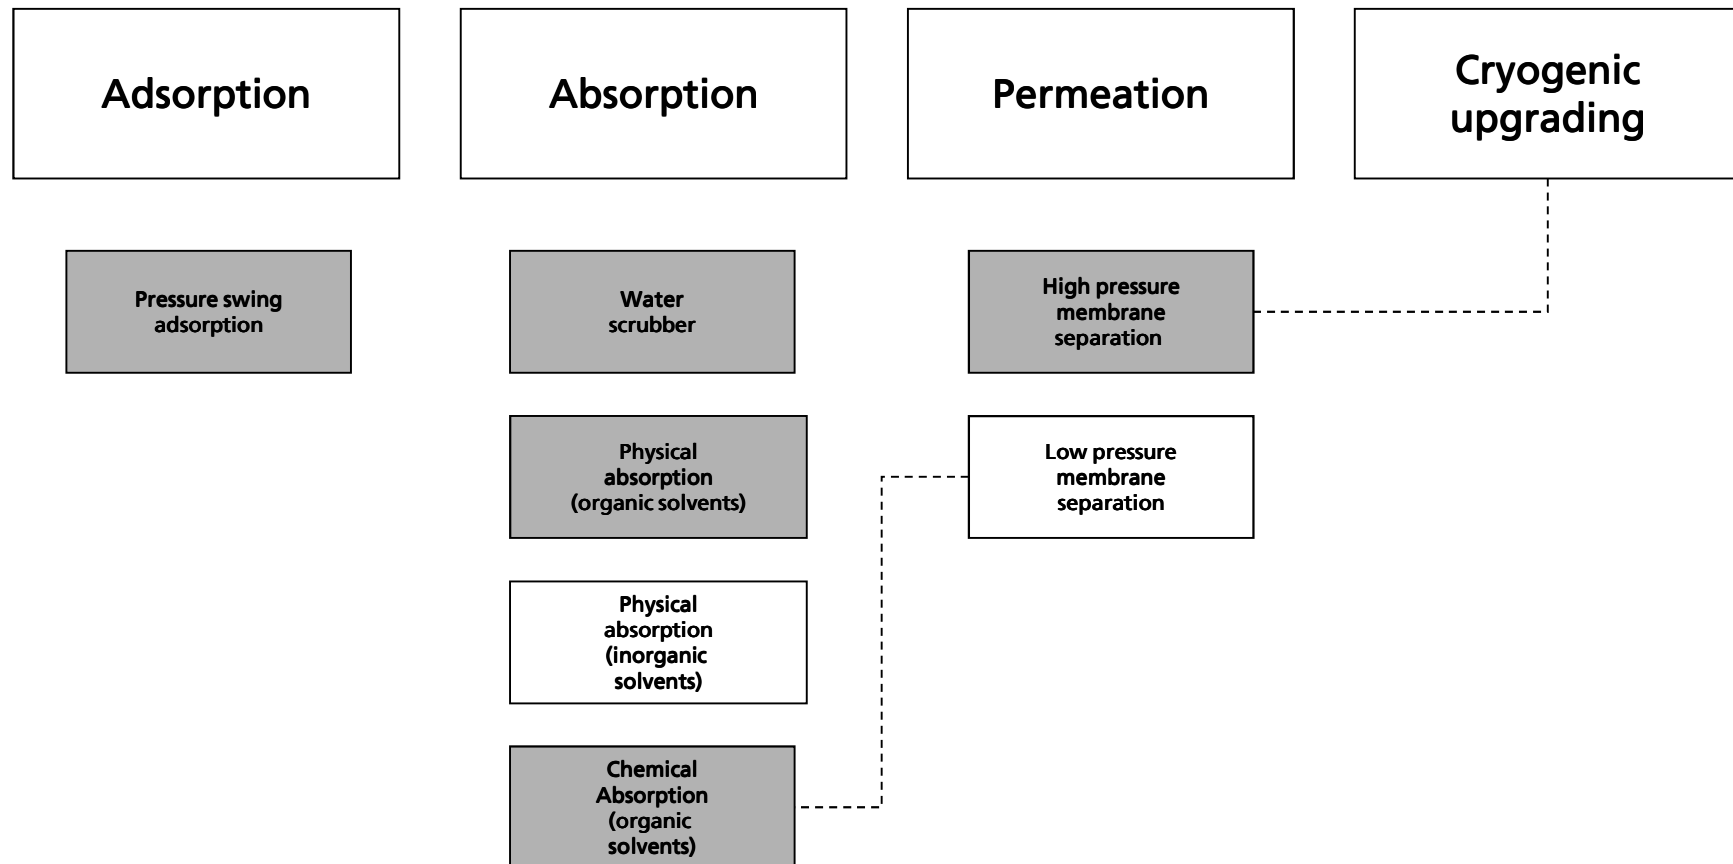 Adsorption
Absorption
Permeation
Cryogenic
upgrading
Pressure swing
adsorption
Water
scrubber
High pressure
membrane
separation
Physical
absorption
(organic solvents)
Low pressure
membrane
separation
Physical
absorption
(inorganic
solvents)
Chemical
Absorption
(organic
solvents)